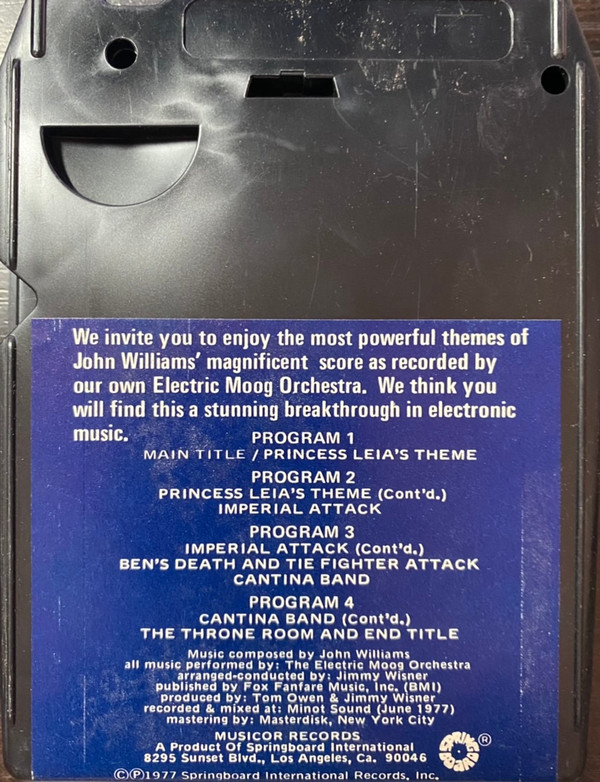 We invite you to enjoy the most powerful themes of
John Williams' magnificent score as recorded by
our own Electric Moog Orchestra. We think you
will find this a stunning breakthrough in electronic
music.
PROGRAM 1
MAIN TITLE / PRINCESS LEIA'S THEME
PROGRAM 2
PRINCESS LEIA'S THEME (Cont'd.)
IMPERIAL ATTACK
PROGRAM 3
IMPERIAL ATTACK (Cont'd.)
BEN'S DEATH AND TIE FIGHTER ATTACK
CANTINA BAND
PROGRAM 4
CANTINA BAND (Cont'd.)
THE THRONE ROOM AND END TITLE
Music composed by John Williams
all music performed by: The Electric Moog Orchestra
arranged-conducted by: Jimmy Wisner
published by Fox Fanfare Music, Inc. (BMI)
produced by: Tom Owen & Jimmy Wisner
recorded & mixed at: Minot Sound (June 1977)
mastering by: Masterdisk, New York City
MUSICOR RECORDS
A Product Of Springboard International
8295 Sunset Blvd., Los Angeles, Ca. 90046
SPRING BOARD ®
©℗1977 Springboard International Records, Inc.